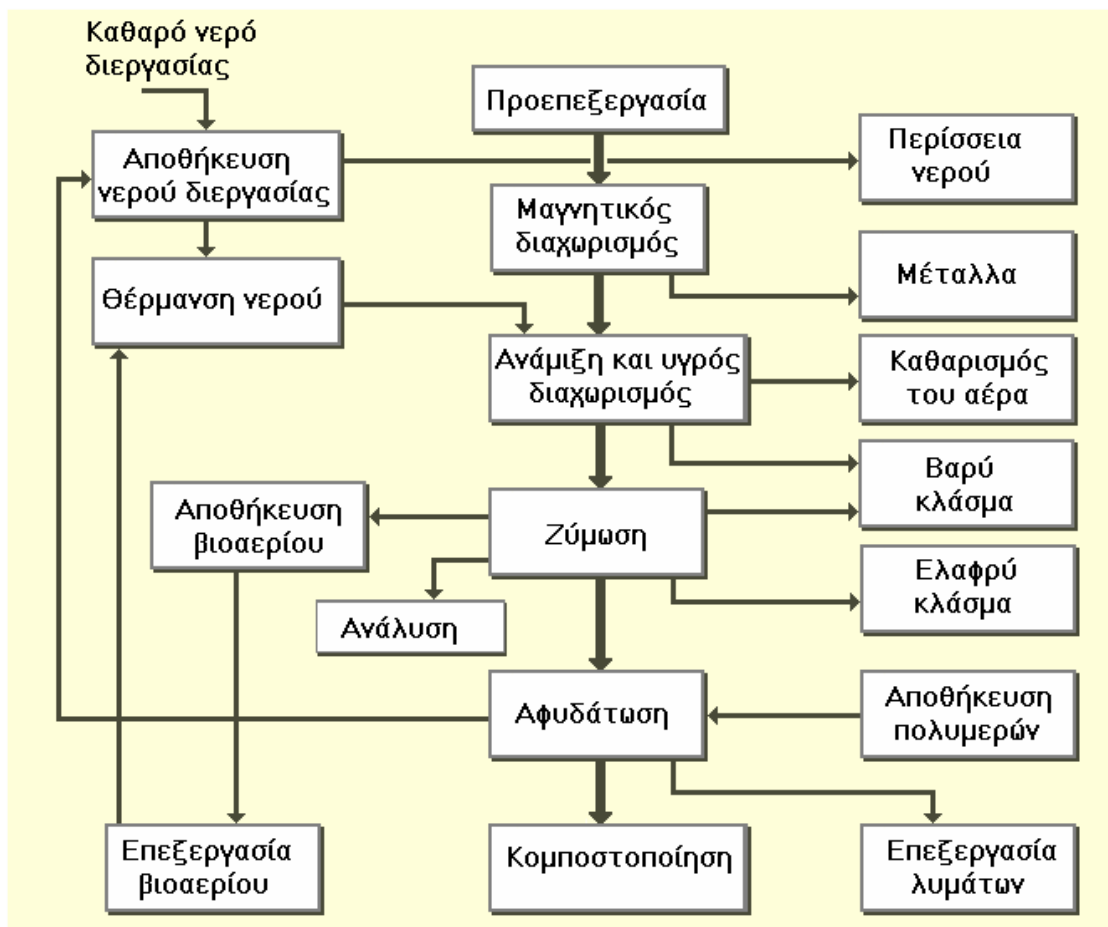 Καθαρό νερό
διεργασίας
Προεπεξεργασία
Αποθήκευση
νερού διεργασίας
Περίσσεια
νερού
Μαγνητικός
διαχωρισμός
Θέρμανση νερού
Μέταλλα
Ανάμιξη και υγρός
διαχωρισμός
Καθαρισμός
του αέρα
Βαρύ
κλάσμα
Αποθήκευση
βιοαερίου
Ζύμωση
Ελαφρύ
κλάσμα
Ανάλυση
Αφυδάτωση
Αποθήκευση
πολυμερών
Επεξεργασία
βιοαερίου
Κομποστοποίηση
Επεξεργασία
λυμάτων